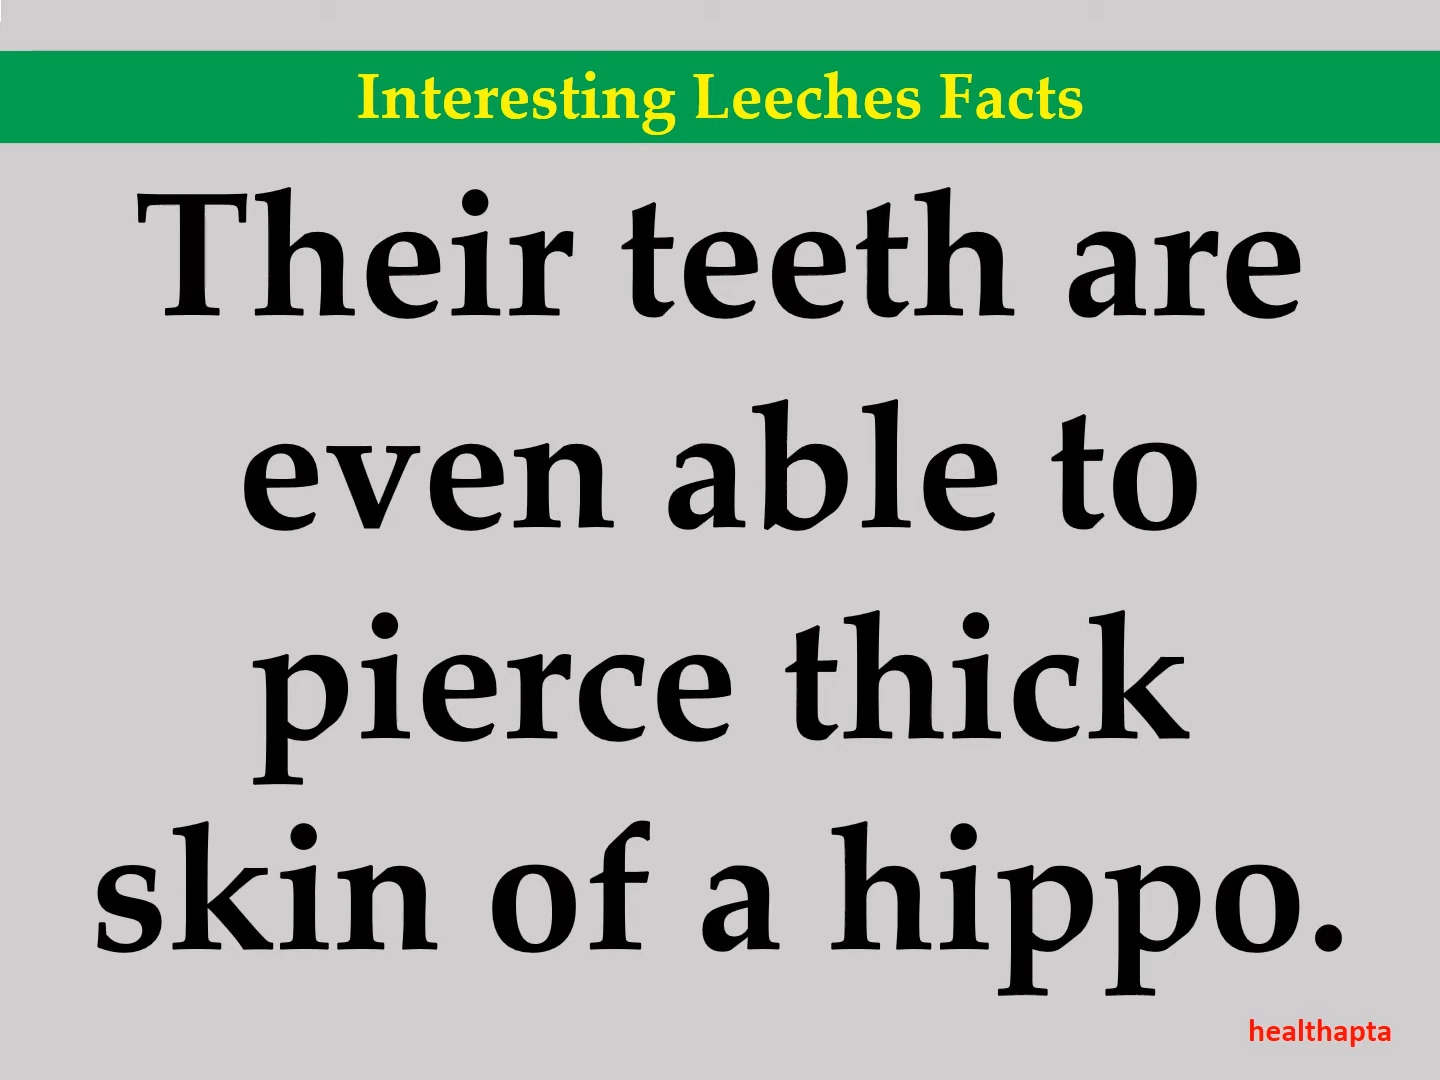 Interesting Leeches Facts
Their teeth are
even able to
pierce thick
skin of a hippo.
healthapta